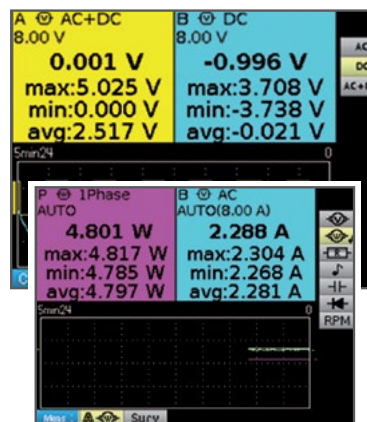 A AC+DC
8.00 V
0.001 V
max:5.025 V
min:0.000 V
avg:2.517 V
B DC
8.00 V
-0.996 V
max:3.708 V
min:-3.738 V
avg:-0.021 V
AC
DC
AC+
5min24 0
P 1Phase
AUTO
4.801 W
max:4.817 W
min:4.785 W
avg:4.797 W
B AC
AUTO(8.00 A)
2.288 A
max:2.304 A
min:2.268 A
avg:2.281 A
RPM
5min24 0
Meas A Surv